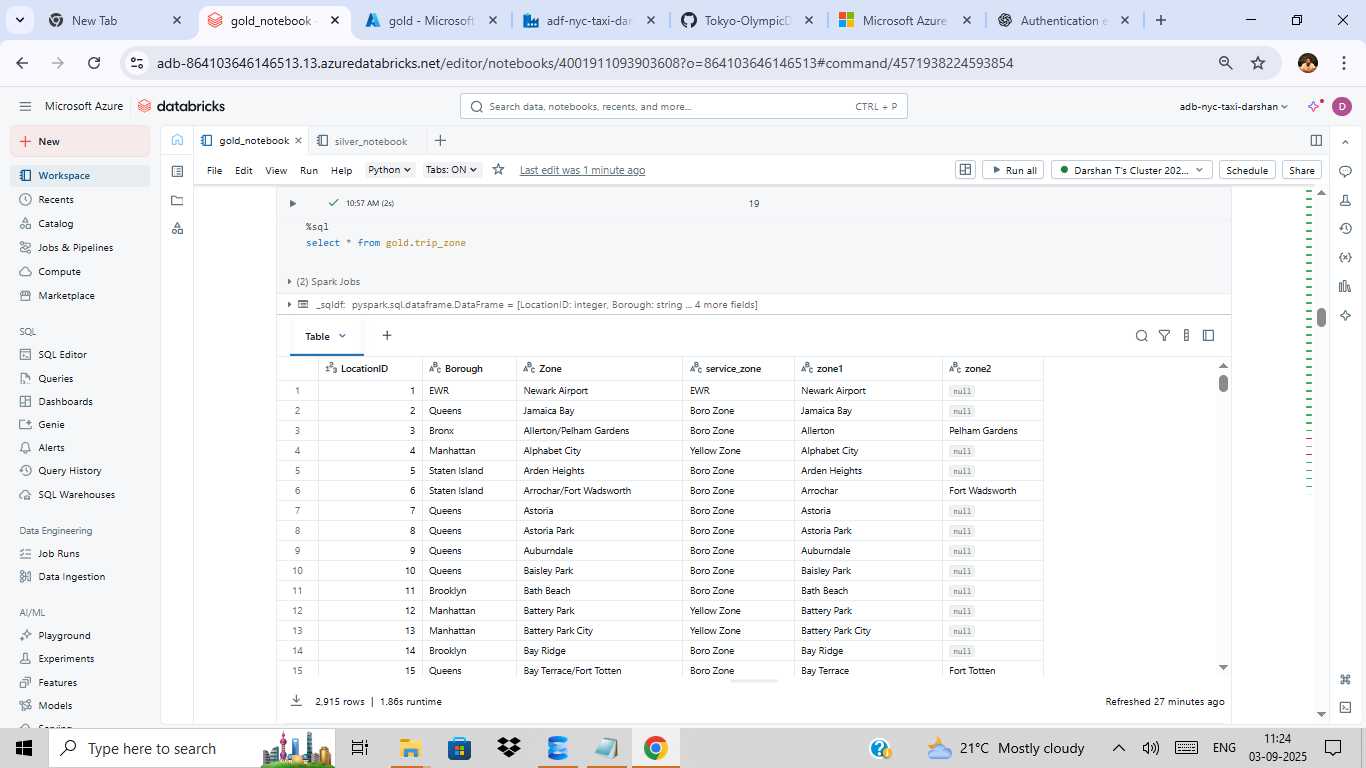 New Tab
gold_notebook -
gold - Microsoft
adf-nyc-taxi-dar
Tokyo-OlympicD
Microsoft Azure
Authentication e
adb-864103646146513.13.azuredatabricks.net/editor/notebooks/4001911093903608?o=864103646146513#command/4571938224593854
Microsoft Azure
databricks
Search data, notebooks, recents, and more...
CTRL + P
adb-nyc-taxi-darshan
D
New
Workspace
Recents
Catalog
Jobs & Pipelines
Compute
Marketplace
SQL
SQL Editor
Queries
Dashboards
Genie
Alerts
Query History
SQL Warehouses
Data Engineering
Job Runs
Data Ingestion
AI/ML
Playground
Experiments
Features
Models
Serving
gold_notebook
silver_notebook
File Edit View Run Help Python Tabs: ON Last edit was 1 minute ago
Run all
Darshan T's Cluster 202...
Schedule
Share
10:57 AM (2s)
19
%sql
select * from gold.trip_zone
(2) Spark Jobs
_sqldf: pyspark.sql.dataframe.DataFrame = [LocationID: integer, Borough: string ... 4 more fields]
Table
LocationID Borough Zone service_zone zone1 zone2
1 1 EWR Newark Airport EWR Newark Airport null
2 2 Queens Jamaica Bay Boro Zone Jamaica Bay null
3 3 Bronx Allerton/Pelham Gardens Boro Zone Allerton Pelham Gardens
4 4 Manhattan Alphabet City Yellow Zone Alphabet City null
5 5 Staten Island Arden Heights Boro Zone Arden Heights null
6 6 Staten Island Arrochar/Fort Wadsworth Boro Zone Arrochar Fort Wadsworth
7 7 Queens Astoria Boro Zone Astoria null
8 8 Queens Astoria Park Boro Zone Astoria Park null
9 9 Queens Auburndale Boro Zone Auburndale null
10 10 Queens Baisley Park Boro Zone Baisley Park null
11 11 Brooklyn Bath Beach Boro Zone Bath Beach null
12 12 Manhattan Battery Park Yellow Zone Battery Park null
13 13 Manhattan Battery Park City Yellow Zone Battery Park City null
14 14 Brooklyn Bay Ridge Boro Zone Bay Ridge null
15 15 Queens Bay Terrace/Fort Totten Boro Zone Bay Terrace Fort Totten
2,915 rows | 1.86s runtime
Refreshed 27 minutes ago
Type here to search
21°C Mostly cloudy
ENG
11:24
03-09-2025